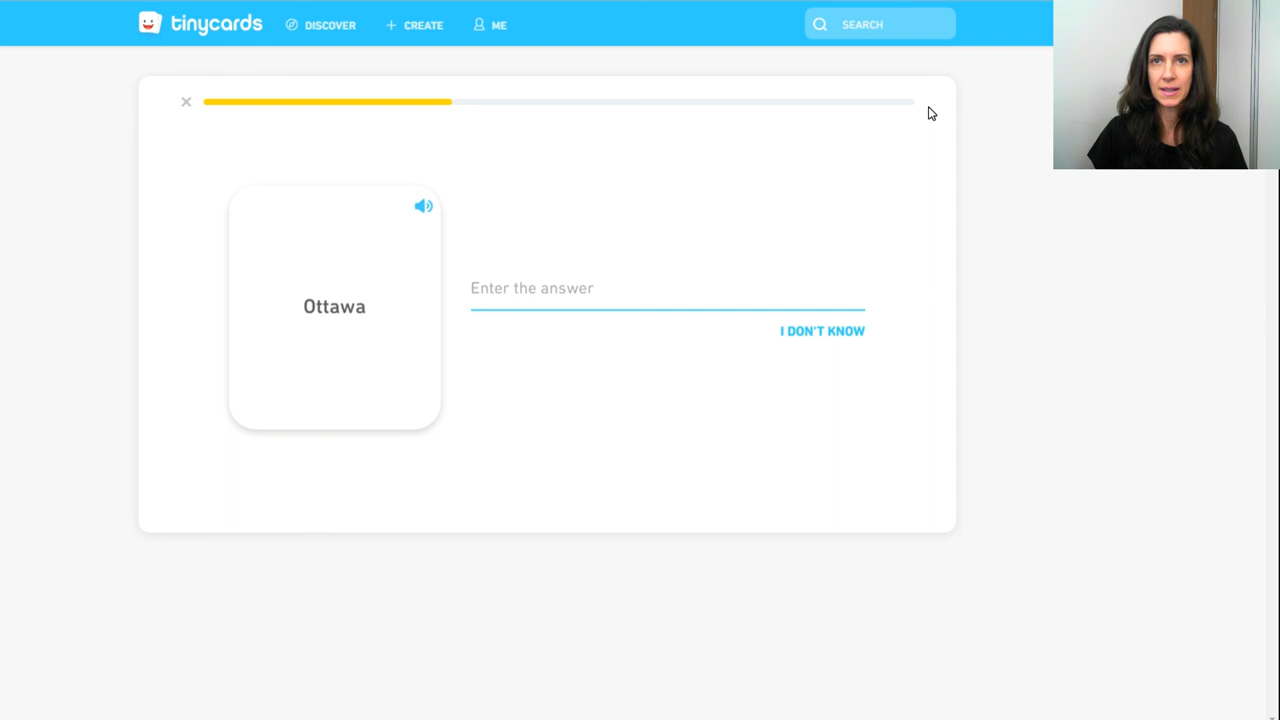 tinycards DISCOVER + CREATE ME SEARCH
Ottawa
Enter the answer
I DON'T KNOW